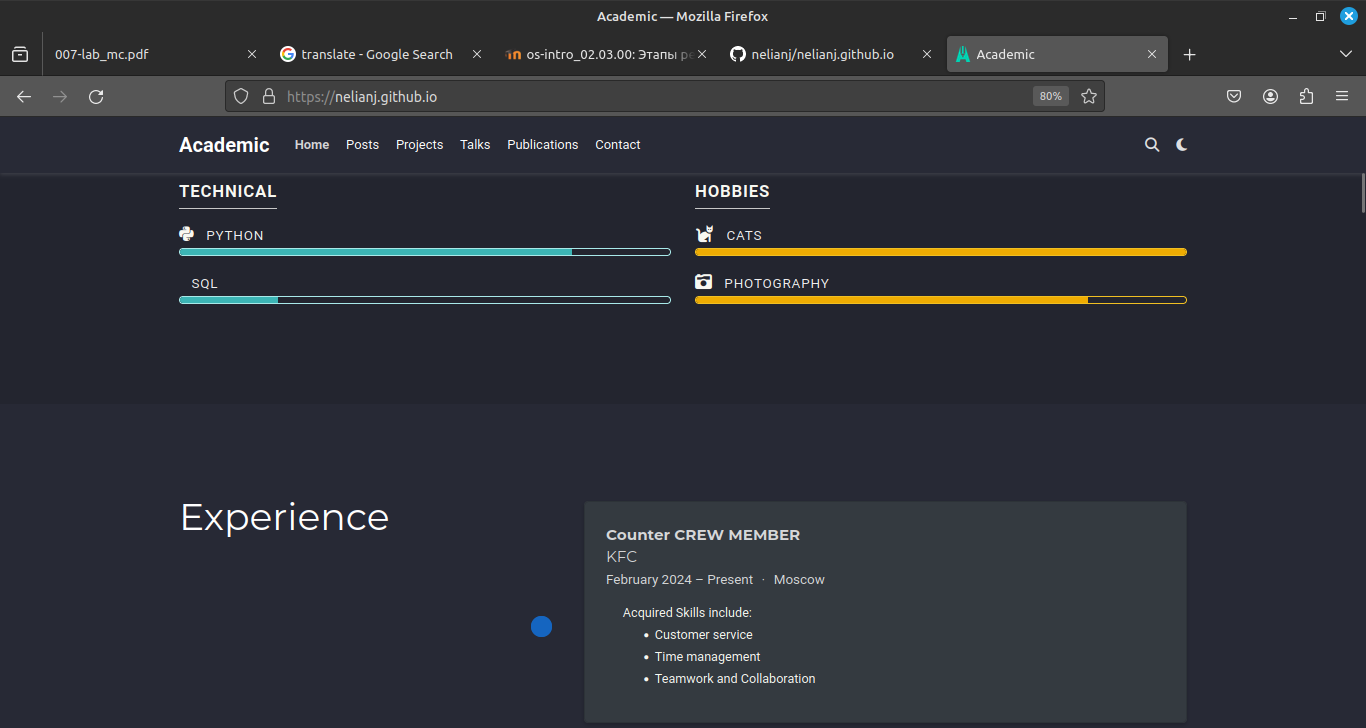 Academic — Mozilla Firefox
007-lab_mc.pdf
translate - Google Search
os-intro_02.03.00: Этапы
nelianj/nelianj.github.io
Academic
https://nelianj.github.io
80%
Academic Home Posts Projects Talks Publications Contact
TECHNICAL
PYTHON
SQL
HOBBIES
CATS
PHOTOGRAPHY
Experience
Counter CREW MEMBER
KFC
February 2024 – Present · Moscow
Acquired Skills include:
• Customer service
• Time management
• Teamwork and Collaboration